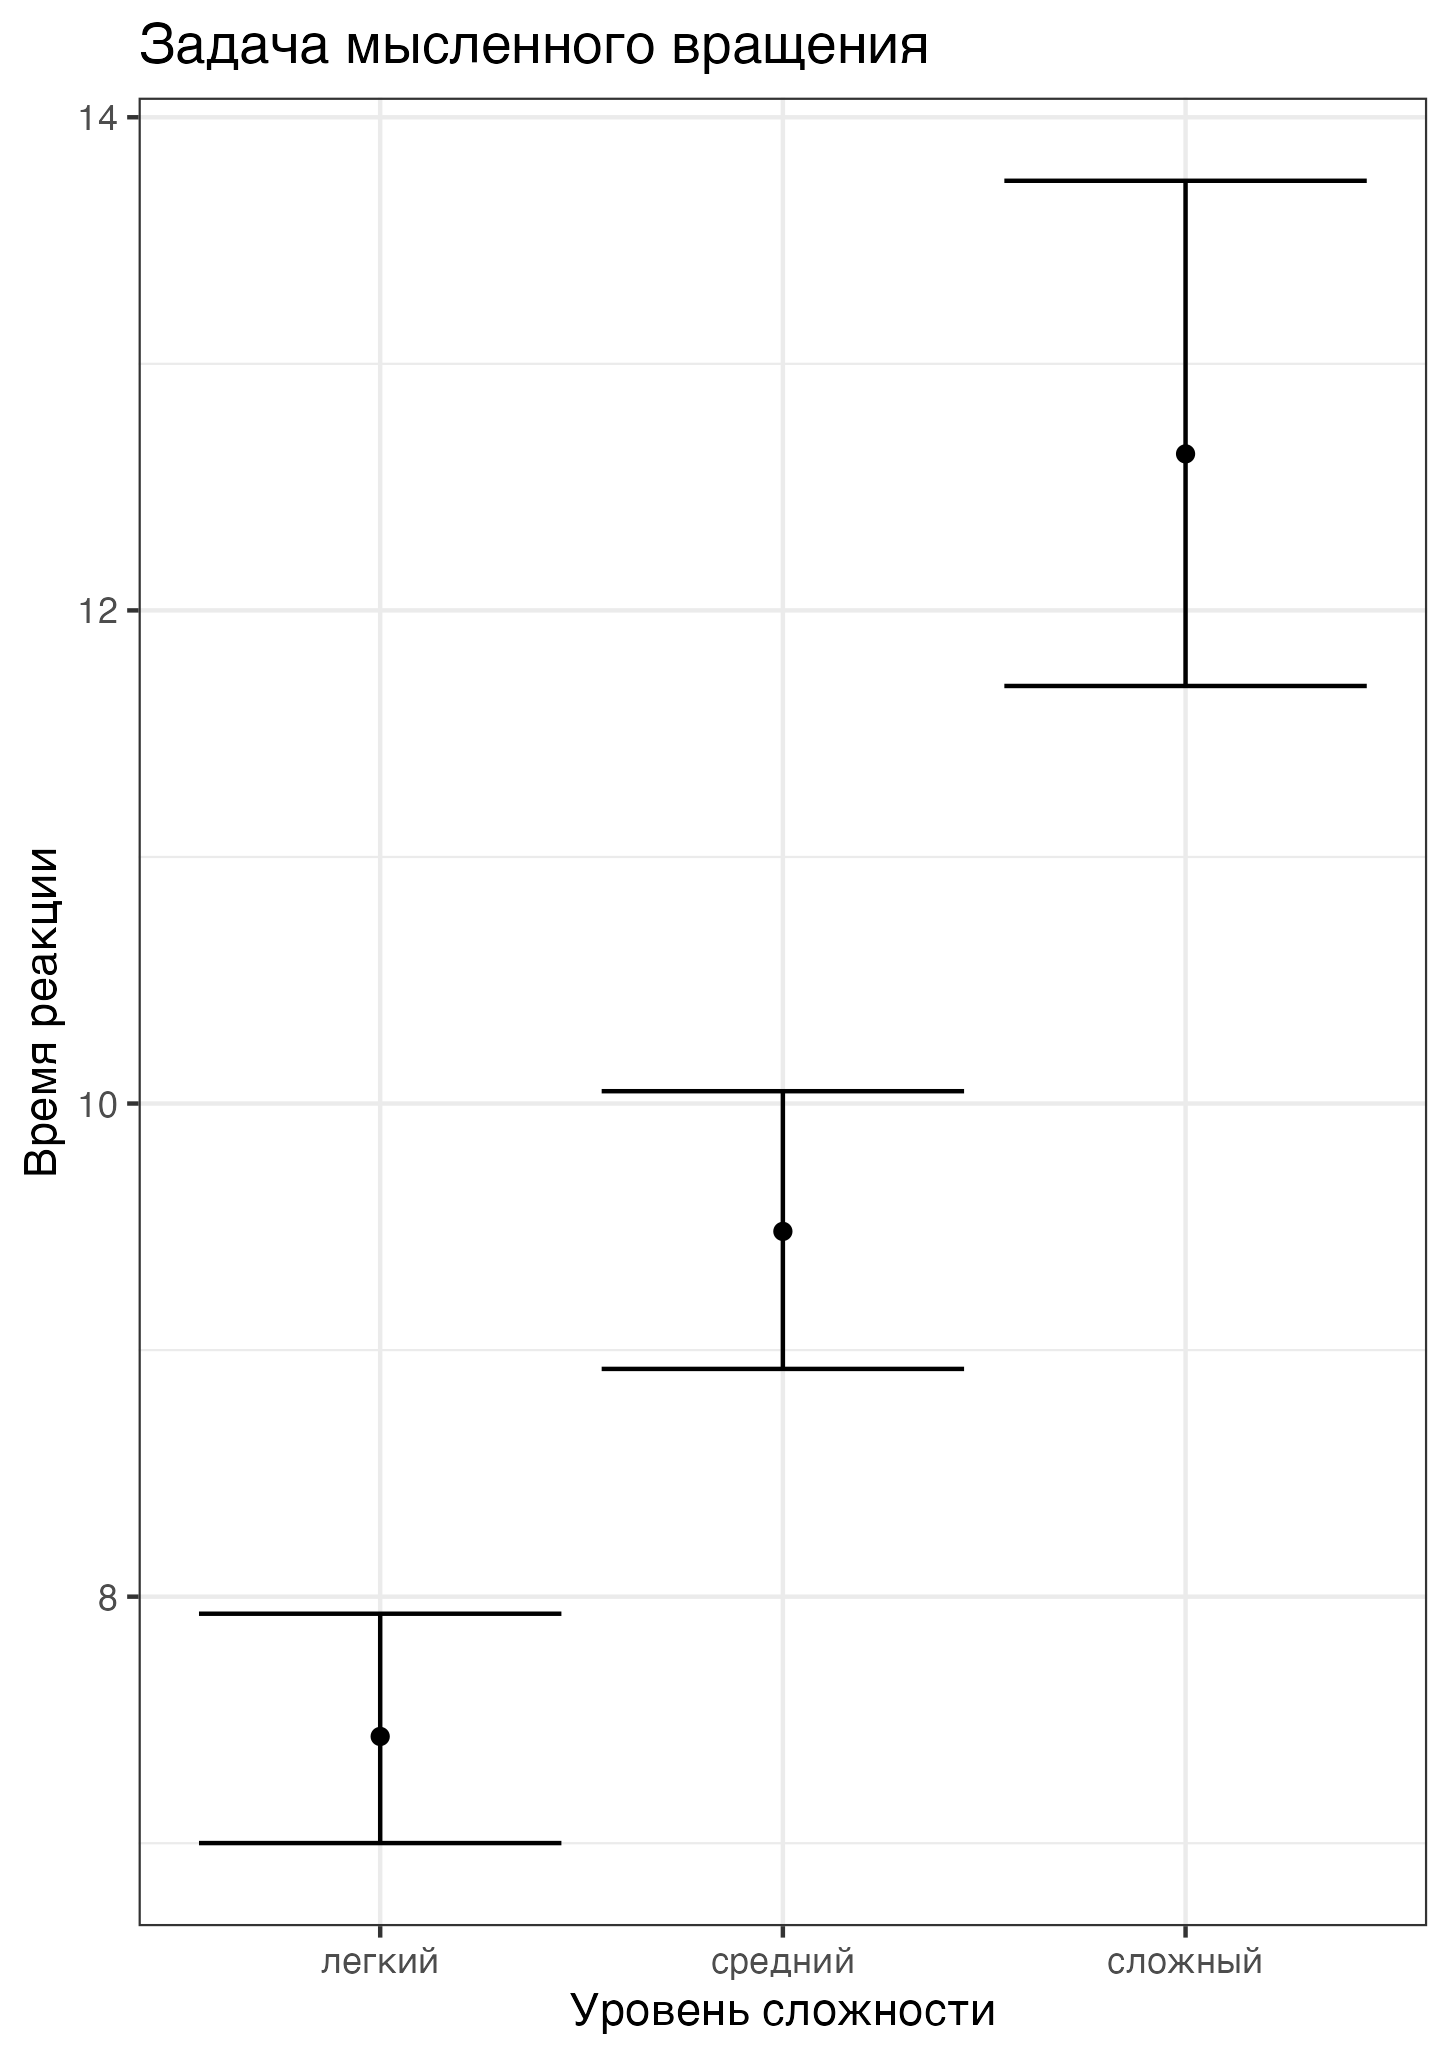 Задача мысленного вращения
14
12
10
8
Время реакции
легкий средний сложный
Уровень сложности